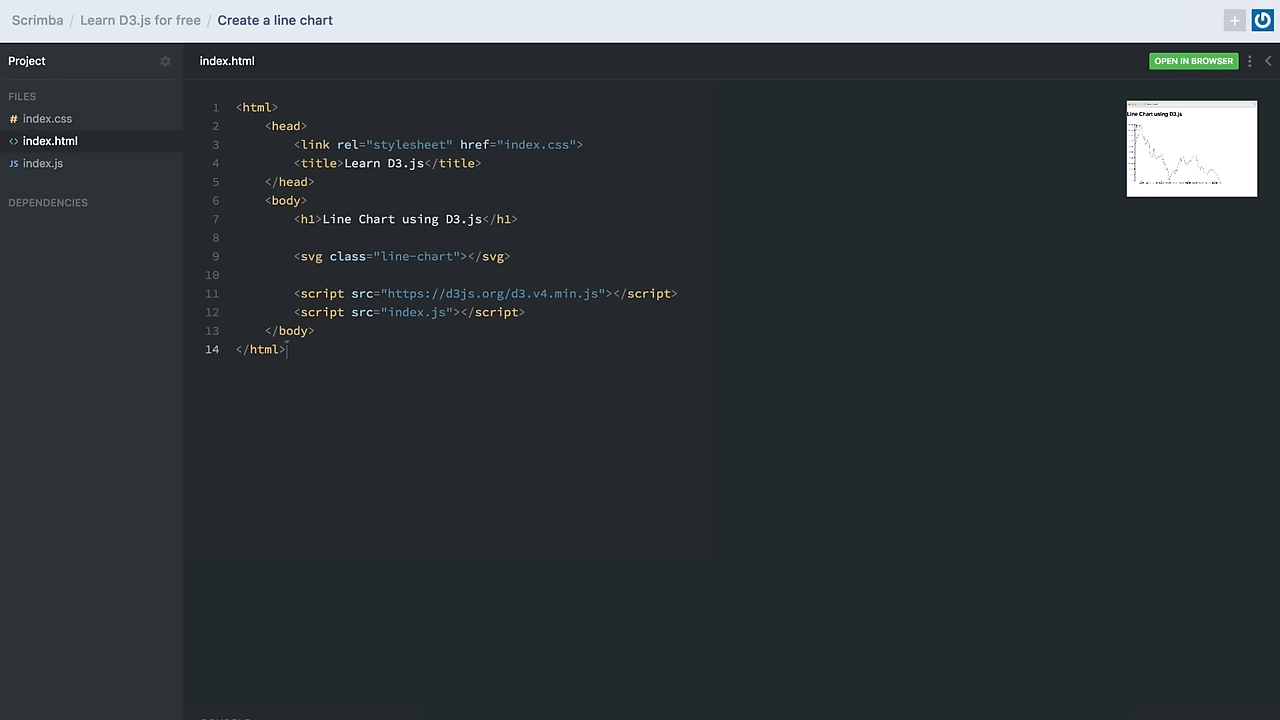 Scrimba / Learn D3.js for free / Create a line chart
Project
index.html
OPEN IN BROWSER
FILES
# index.css
<> index.html
JS index.js
DEPENDENCIES
1 <html>
2 <head>
3 <link rel="stylesheet" href="index.css">
4 <title>Learn D3.js</title>
5 </head>
6 <body>
7 <h1>Line Chart using D3.js</h1>
8
9 <svg class="line-chart"></svg>
10
11 <script src="https://d3js.org/d3.v4.min.js"></script>
12 <script src="index.js"></script>
13 </body>
14 </html>
Line Chart using D3.js